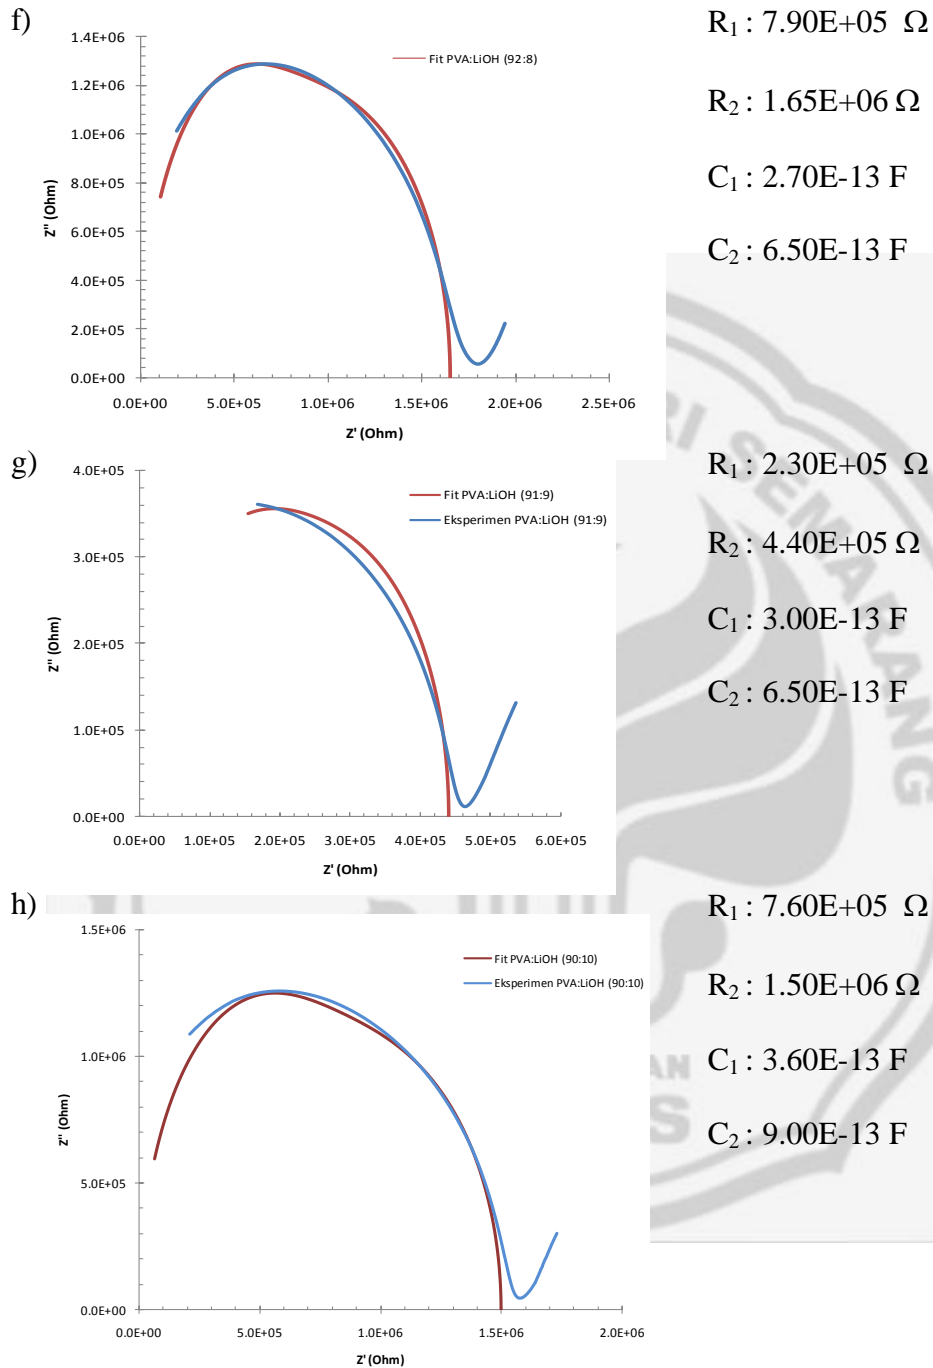 f)
1.4E+06
1.2E+06
1.0E+06
8.0E+05
6.0E+05
4.0E+05
2.0E+05
0.0E+00
Z'' (Ohm)
Fit PVA:LiOH (92:8)
0.0E+00 5.0E+05 1.0E+06 1.5E+06 2.0E+06 2.5E+06
Z' (Ohm)
R₁ : 7.90E+05 Ω
R₂ : 1.65E+06 Ω
C₁ : 2.70E-13 F
C₂ : 6.50E-13 F
g)
4.0E+05
3.0E+05
2.0E+05
1.0E+05
0.0E+00
Z'' (Ohm)
Fit PVA:LiOH (91:9)
Eksperimen PVA:LiOH (91:9)
0.0E+00 1.0E+05 2.0E+05 3.0E+05 4.0E+05 5.0E+05 6.0E+05
Z' (Ohm)
R₁ : 2.30E+05 Ω
R₂ : 4.40E+05 Ω
C₁ : 3.00E-13 F
C₂ : 6.50E-13 F
h)
1.5E+06
1.0E+06
5.0E+05
0.0E+00
Z'' (Ohm)
Fit PVA:LiOH (90:10)
Eksperimen PVA:LiOH (90:10)
0.0E+00 5.0E+05 1.0E+06 1.5E+06 2.0E+06
Z' (Ohm)
R₁ : 7.60E+05 Ω
R₂ : 1.50E+06 Ω
C₁ : 3.60E-13 F
C₂ : 9.00E-13 F
SEMARANG